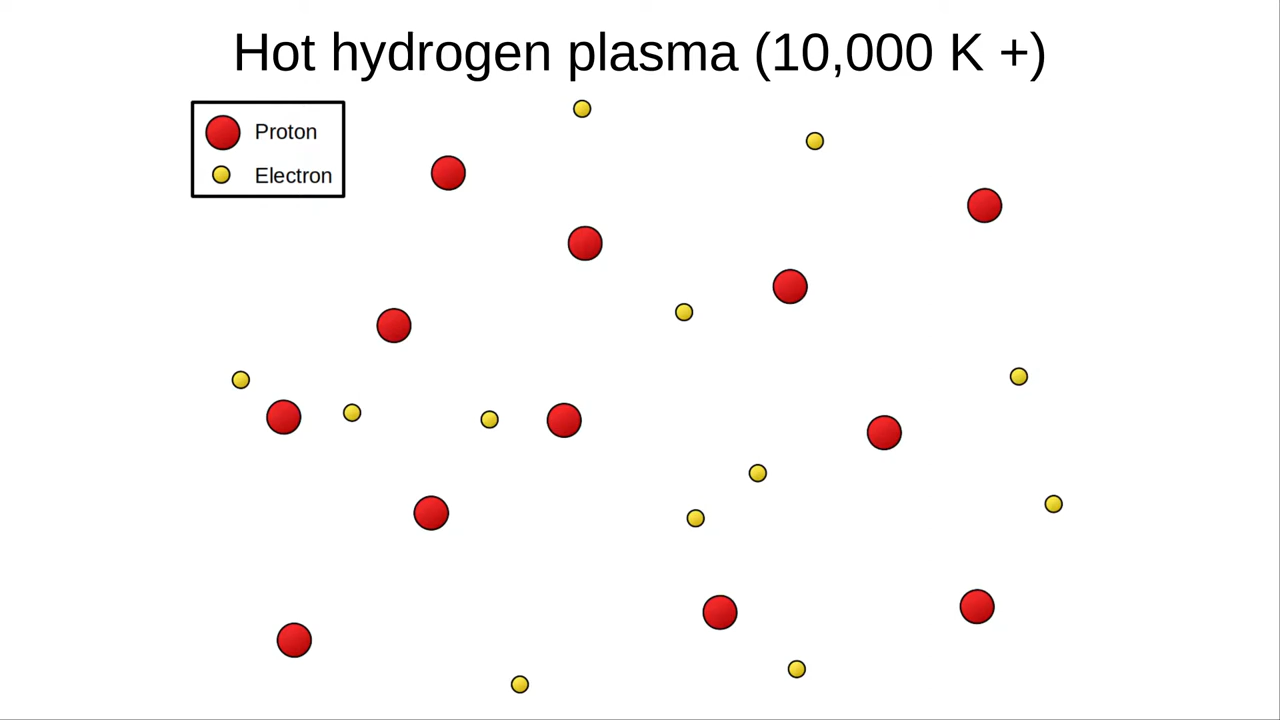 Hot hydrogen plasma (10,000 K +)
Proton
Electron